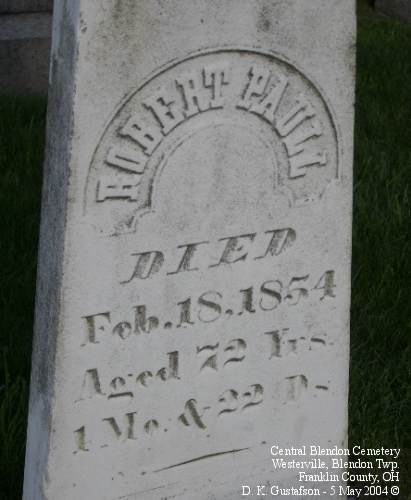 ROBERT PAULL
DIED
Feb. 18, 1854
Aged 72 Yrs.
1 Mo. & 22 D-s
Central Blendon Cemetery
Westerville, Blendon Twp.
Franklin County, OH
D. K. Gustafson - 5 May 2004 ©